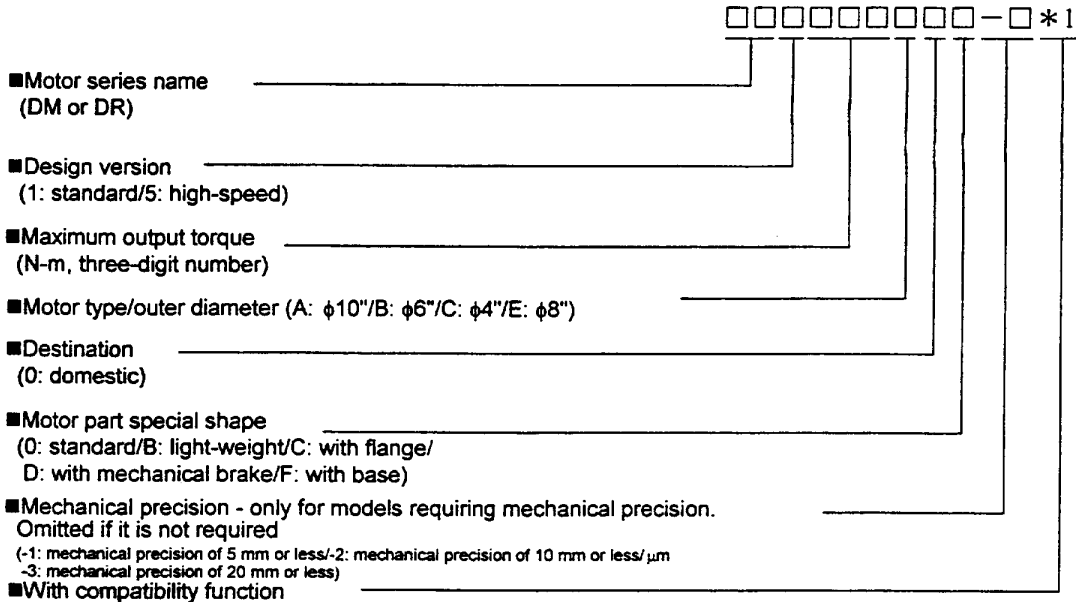 □□□□□□□□□-□*1
■Motor series name
(DM or DR)
■Design version
(1: standard/5: high-speed)
■Maximum output torque
(N-m, three-digit number)
■Motor type/outer diameter (A: ϕ10"/B: ϕ6"/C: ϕ4"/E: ϕ8")
■Destination
(0: domestic)
■Motor part special shape
(0: standard/B: light-weight/C: with flange/
D: with mechanical brake/F: with base)
■Mechanical precision - only for models requiring mechanical precision.
Omitted if it is not required
(-1: mechanical precision of 5 mm or less/-2: mechanical precision of 10 mm or less/μm
-3: mechanical precision of 20 mm or less)
■With compatibility function